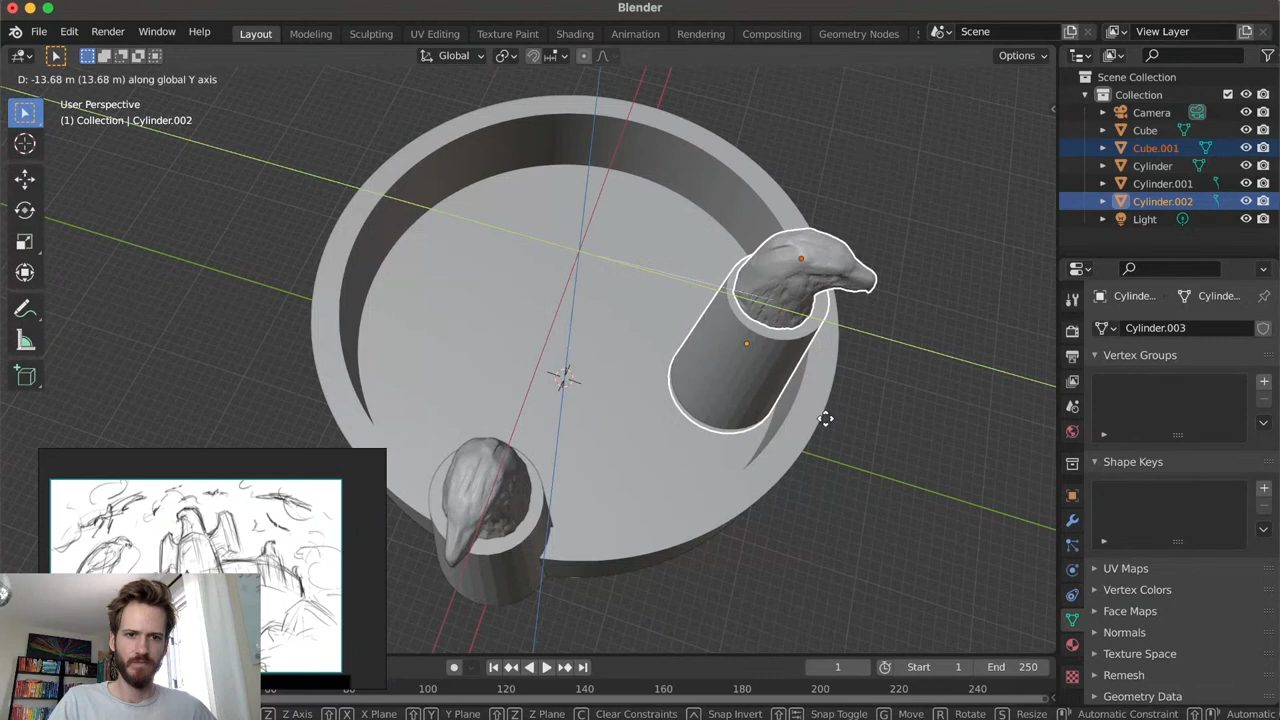 Blender
File Edit Render Window Help
Layout Modeling Sculpting UV Editing Texture Paint Shading Animation Rendering Compositing Geometry Nodes
Scene
View Layer
Global
Options
D: -13.68 m (13.68 m) along global Y axis
User Perspective
(1) Collection | Cylinder.002
Scene Collection
Collection
Camera
Cube
Cube.001
Cylinder
Cylinder.001
Cylinder.002
Light
Cylinde... Cylinde...
Cylinder.003
Vertex Groups
Shape Keys
UV Maps
Vertex Colors
Face Maps
Normals
Texture Space
Remesh
Geometry Data
1 Start 1 End 250
100 120 140 160 180 200 220 240
Z Z Axis X X Plane Y Y Plane Z Z Plane C Clear Constraints Snap Invert Snap Toggle G Move R Rotate S Resize Automatic Constraint Automatic